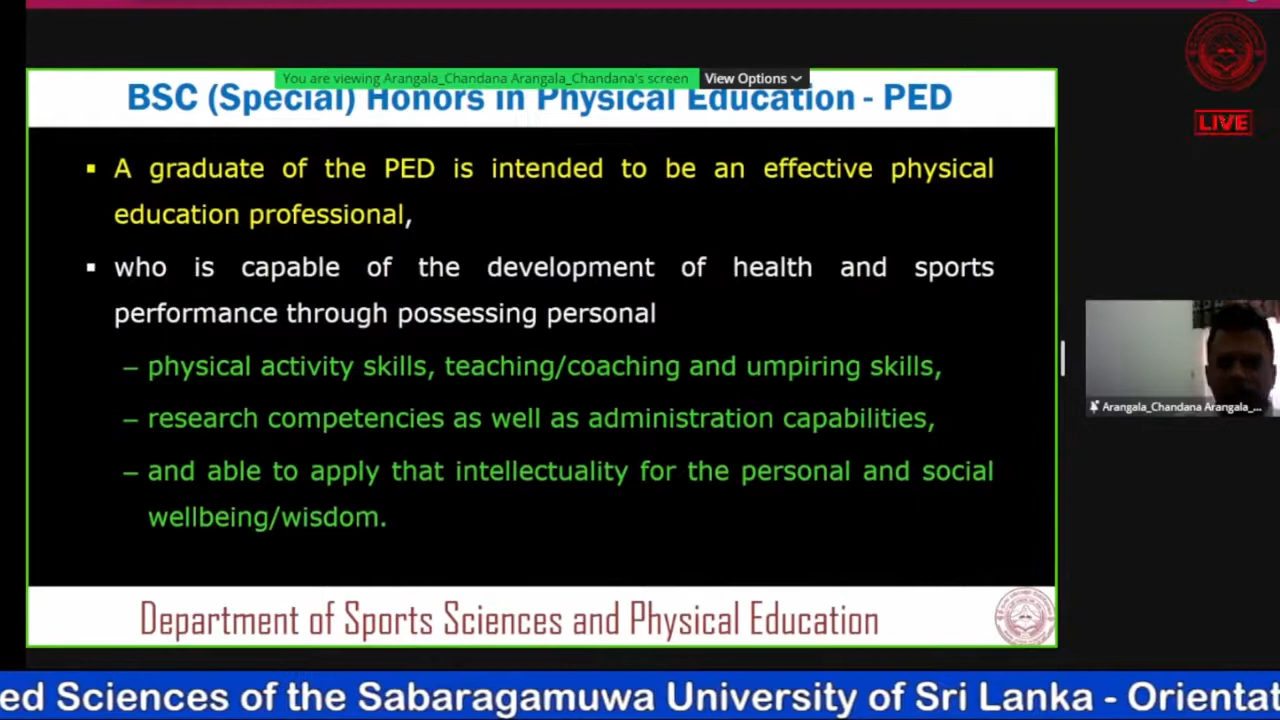 You are viewing Arangala_Chandana Arangala_Chandana's screen
View Options
BSC (Special) Honors in Physical Education - PED
LIVE
▪ A graduate of the PED is intended to be an effective physical
education professional,
▪ who is capable of the development of health and sports
performance through possessing personal
– physical activity skills, teaching/coaching and umpiring skills,
– research competencies as well as administration capabilities,
– and able to apply that intellectuality for the personal and social
wellbeing/wisdom.
Arangala_Chandana Arangala_...
Department of Sports Sciences and Physical Education
ed Sciences of the Sabaragamuwa University of Sri Lanka - Orientat